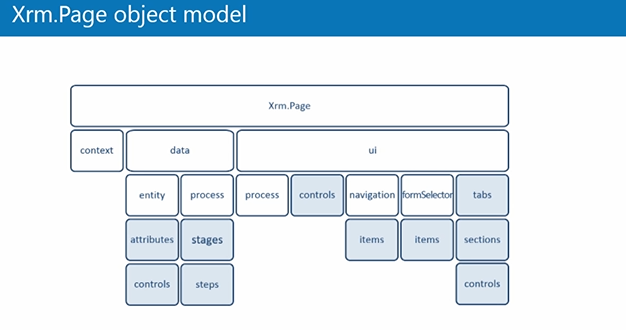 Xrm.Page object model
Xrm.Page
context data ui
entity process process controls navigation formSelector tabs
attributes stages items items sections
controls steps controls